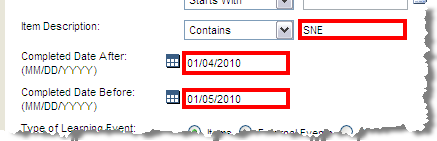 Starts With
Item Description: Contains SNE
Completed Date After: 01/04/2010
(MM/DD/YYYY)
Completed Date Before: 01/05/2010
(MM/DD/YYYY)
Type of Learning Event: Items External Events